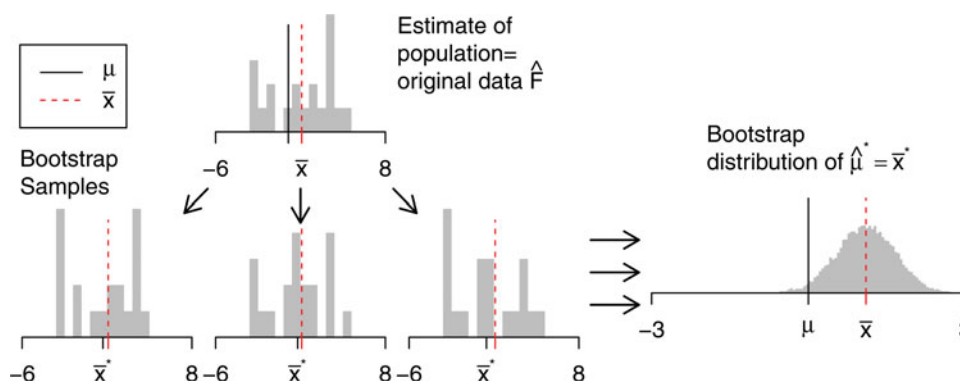 μ
x̄
Estimate of
population=
original data F̂
-6
x̄
8
Bootstrap
Samples
Bootstrap
distribution of μ̂* = x̄*
-6
x̄*
8
-6
x̄*
8
-6
x̄*
8
-3
μ
x̄